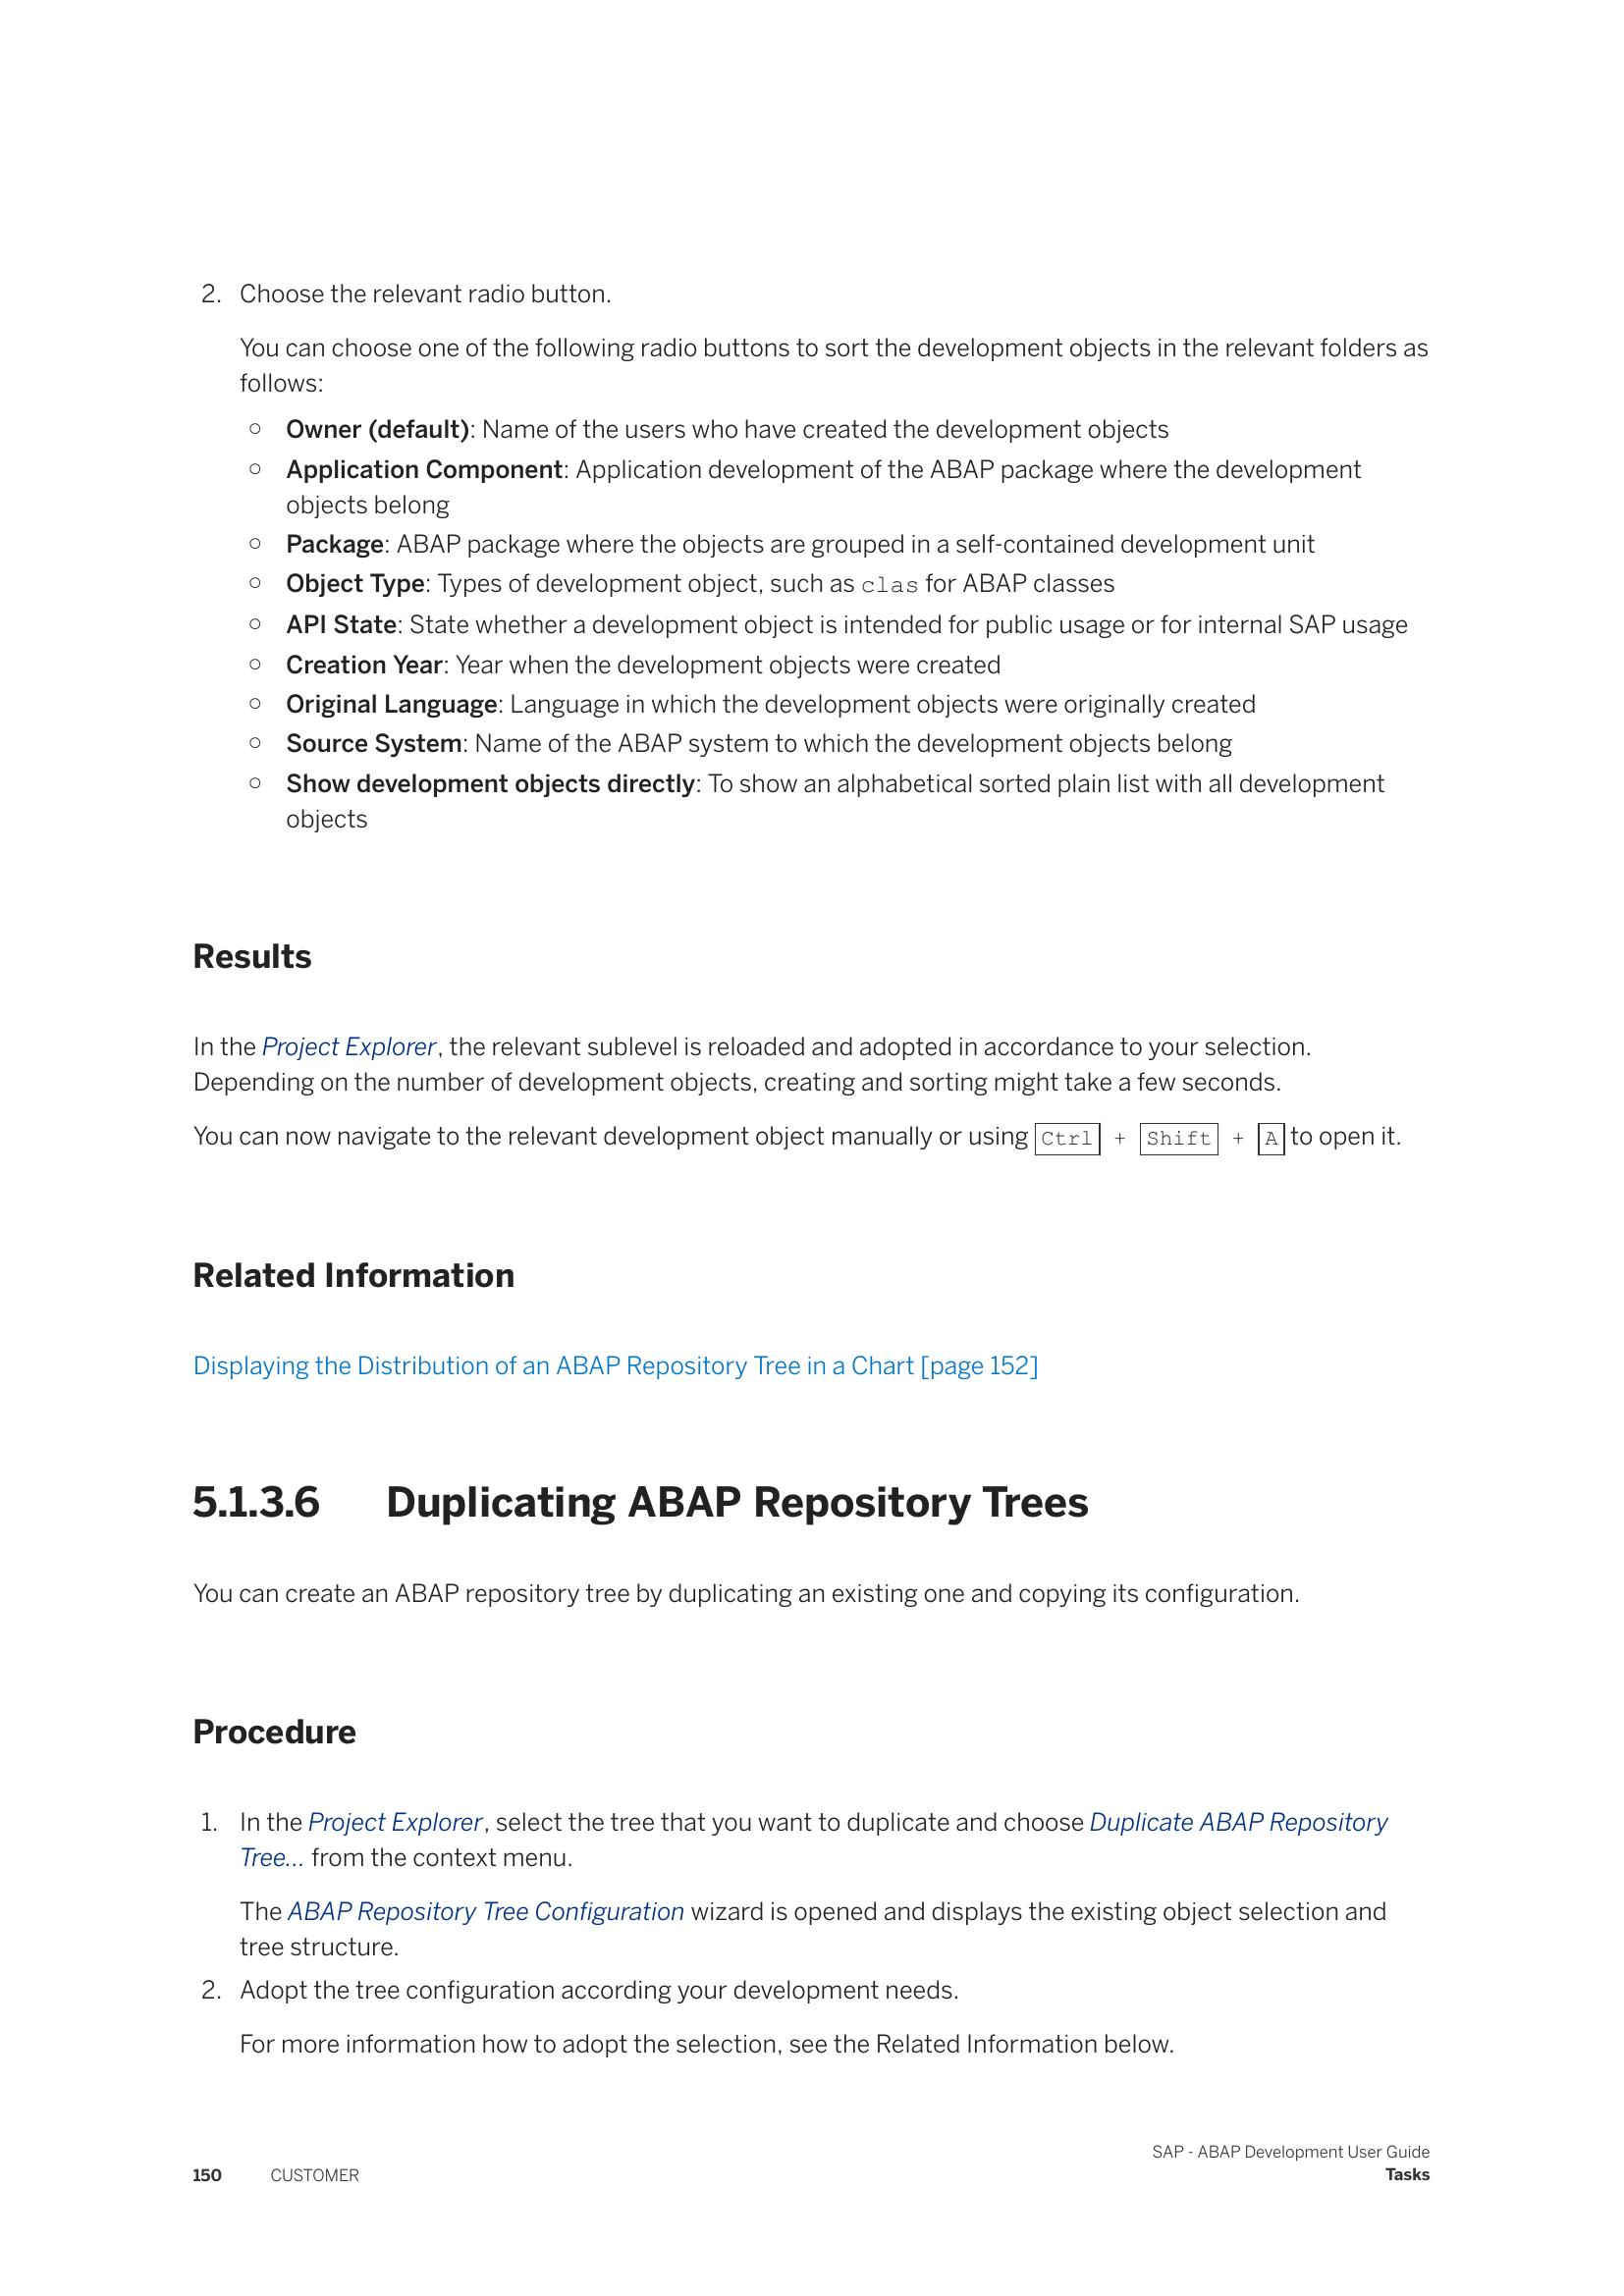 2. Choose the relevant radio button.
You can choose one of the following radio buttons to sort the development objects in the relevant folders as
follows:
○ Owner (default): Name of the users who have created the development objects
○ Application Component: Application development of the ABAP package where the development
objects belong
○ Package: ABAP package where the objects are grouped in a self-contained development unit
○ Object Type: Types of development object, such as clas for ABAP classes
○ API State: State whether a development object is intended for public usage or for internal SAP usage
○ Creation Year: Year when the development objects were created
○ Original Language: Language in which the development objects were originally created
○ Source System: Name of the ABAP system to which the development objects belong
○ Show development objects directly: To show an alphabetical sorted plain list with all development
objects
Results
In the Project Explorer, the relevant sublevel is reloaded and adopted in accordance to your selection.
Depending on the number of development objects, creating and sorting might take a few seconds.
You can now navigate to the relevant development object manually or using Ctrl + Shift + A to open it.
Related Information
Displaying the Distribution of an ABAP Repository Tree in a Chart [page 152]
5.1.3.6 Duplicating ABAP Repository Trees
You can create an ABAP repository tree by duplicating an existing one and copying its configuration.
Procedure
1. In the Project Explorer, select the tree that you want to duplicate and choose Duplicate ABAP Repository
Tree... from the context menu.
The ABAP Repository Tree Configuration wizard is opened and displays the existing object selection and
tree structure.
2. Adopt the tree configuration according your development needs.
For more information how to adopt the selection, see the Related Information below.
SAP - ABAP Development User Guide
150 CUSTOMER Tasks